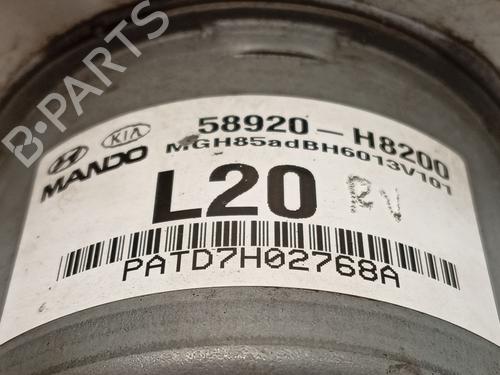 B-PARTS
KIA
MANDO
58920-H8200
MGH85adBH6013V101
L20 RV
PATD7H02768A